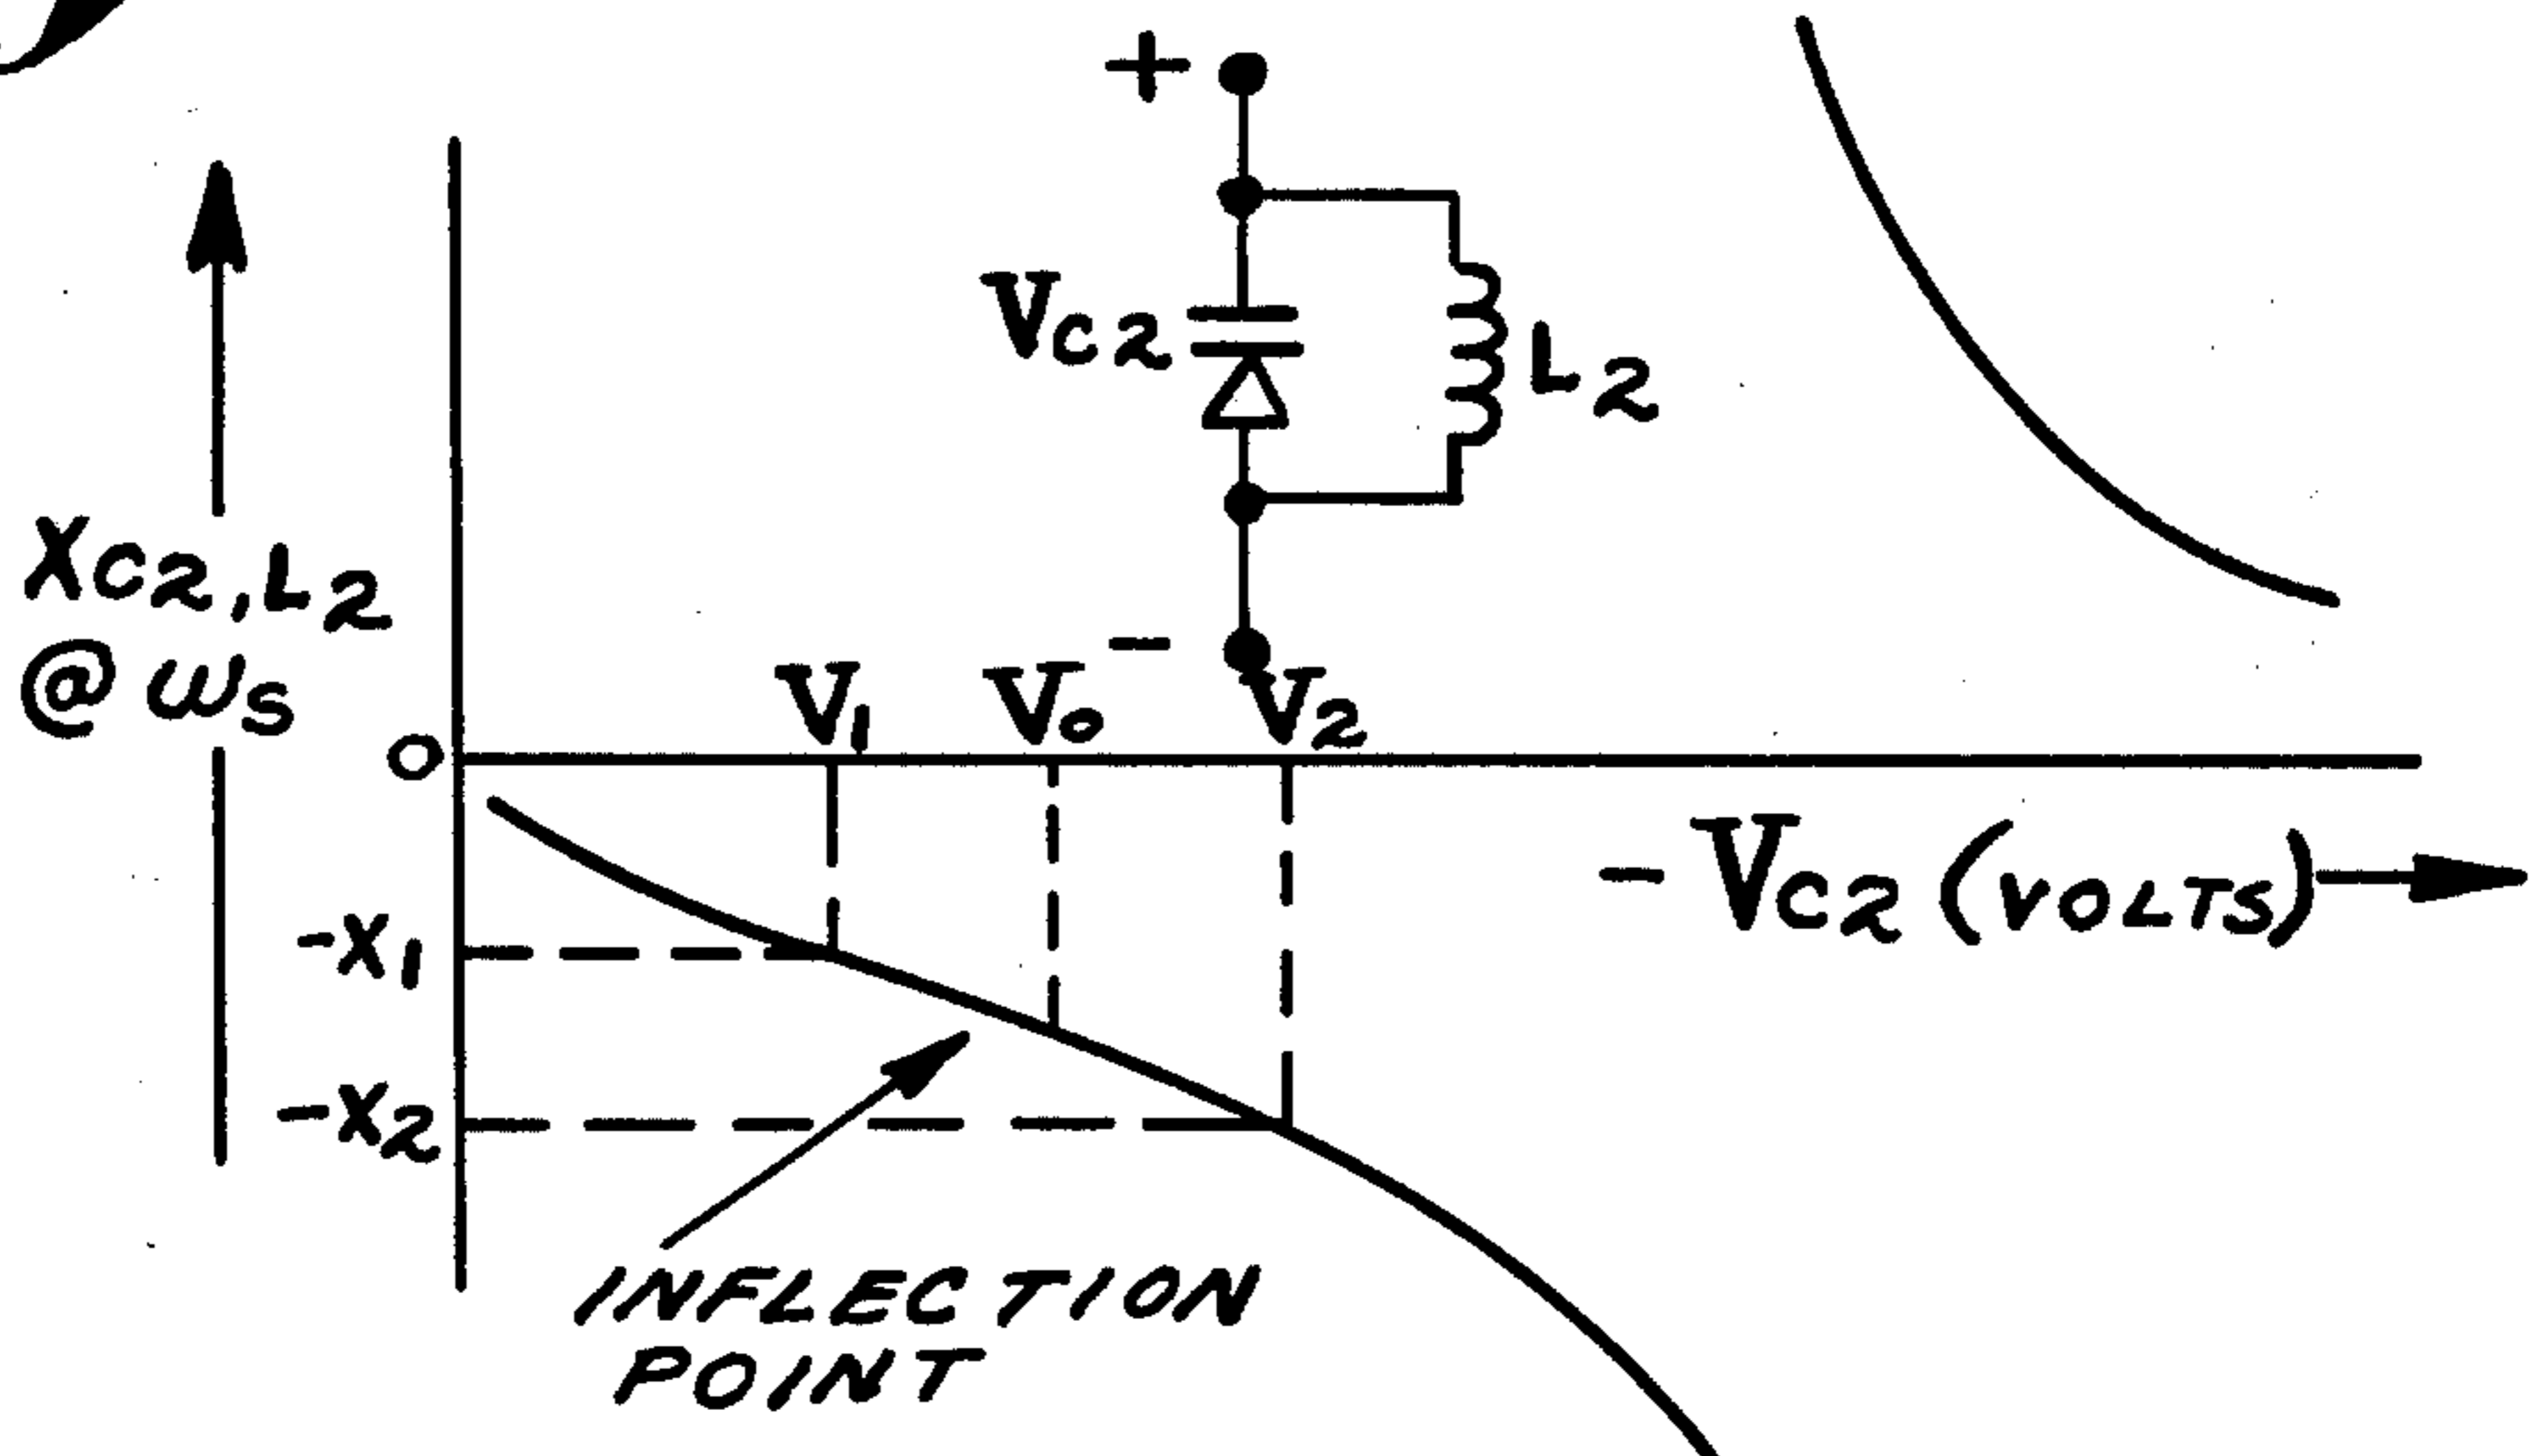 +
VC2
L2
-
XC2,L2
@ ωS
V1 V0 V2
0
-VC2 (VOLTS)
-X1
-X2
INFLECTION
POINT